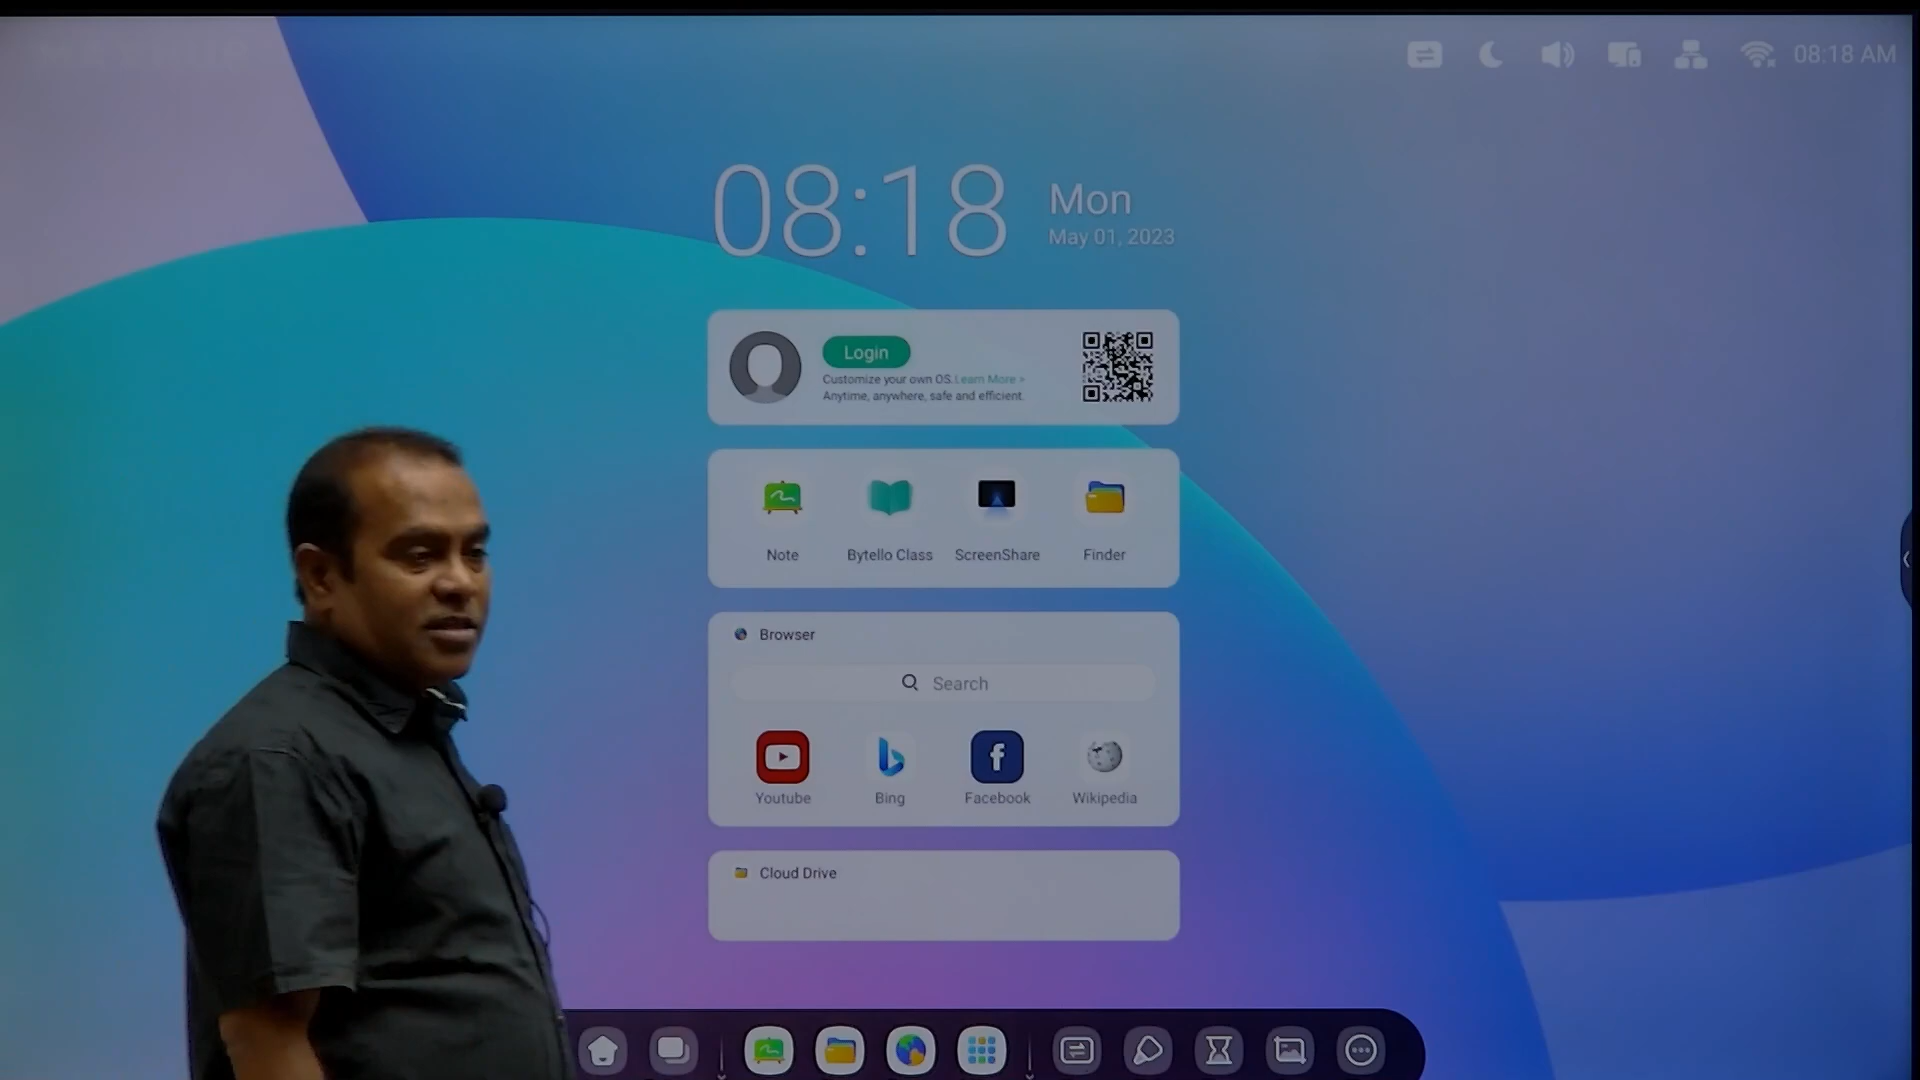 08:18 AM
08:18
Mon
May 01, 2023
Login
Customize your own OS. Learn More >
Anytime, anywhere, safe and efficient.
Note
Bytello Class
ScreenShare
Finder
Browser
Search
Youtube
Bing
Facebook
Wikipedia
Cloud Drive